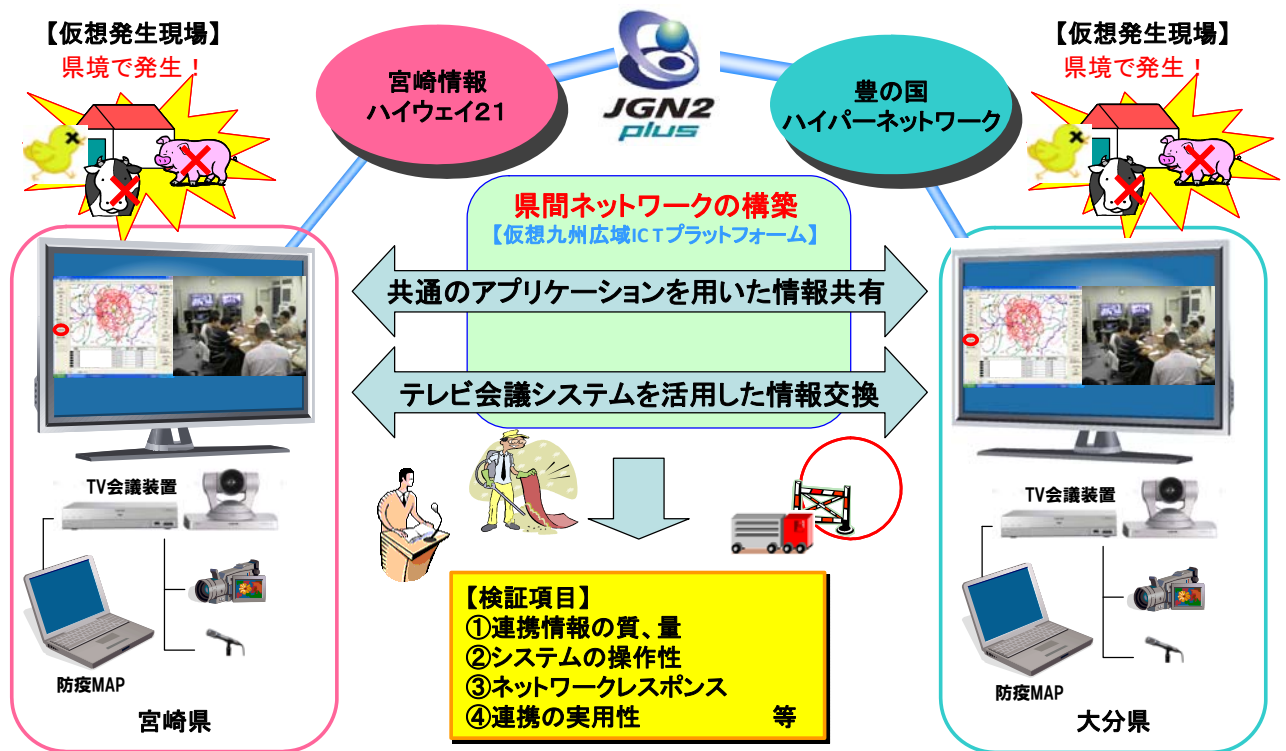 【仮想発生現場】
県境で発生！
宮崎情報
ハイウェイ２１
JGN2
plus
豊の国
ハイパーネットワーク
【仮想発生現場】
県境で発生！
県間ネットワークの構築
【仮想九州広域ICTプラットフォーム】
共通のアプリケーションを用いた情報共有
テレビ会議システムを活用した情報交換
TV会議装置
防疫MAP
宮崎県
【検証項目】
①連携情報の質、量
②システムの操作性
③ネットワークレスポンス
④連携の実用性　　　　　等
TV会議装置
防疫MAP
大分県